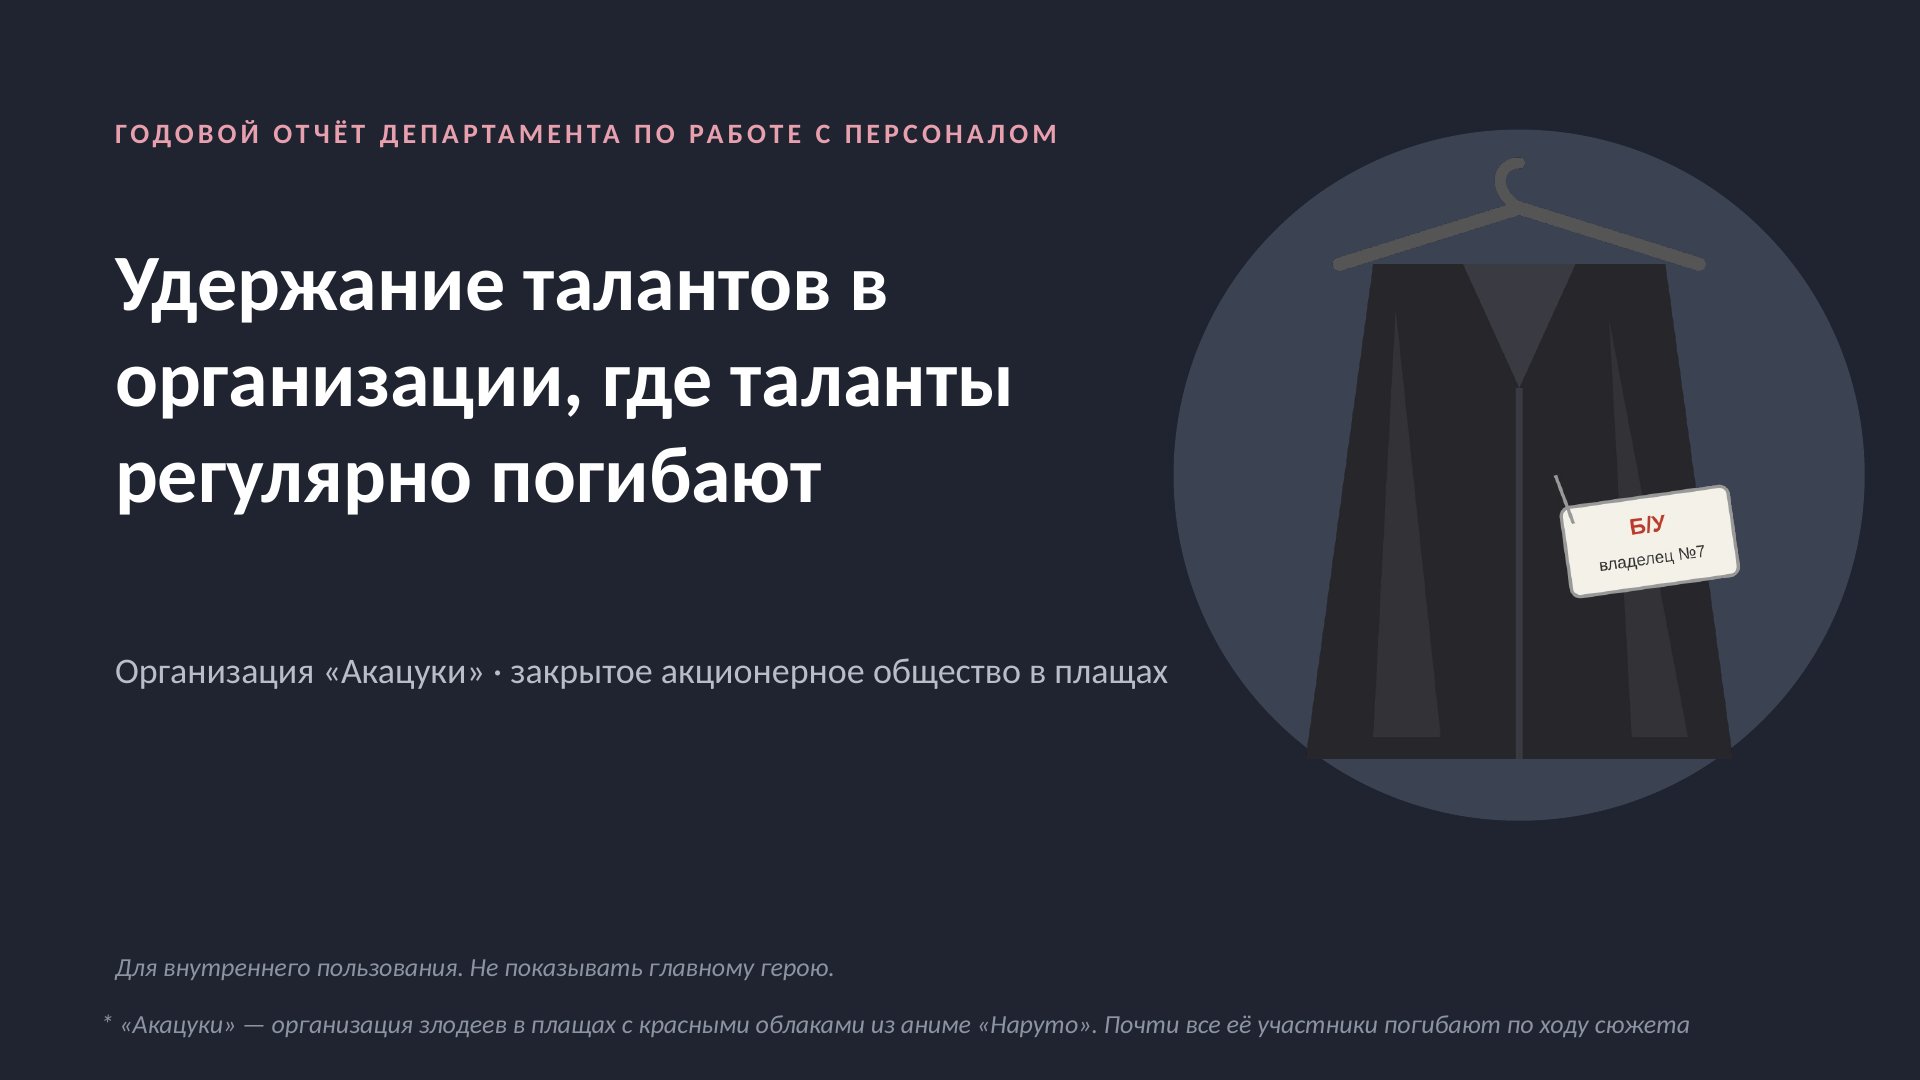 ГОДОВОЙ ОТЧЁТ ДЕПАРТАМЕНТА ПО РАБОТЕ С ПЕРСОНАЛОМ
Удержание талантов в
организации, где таланты
регулярно погибают
Б/У
владелец №7
Организация «Акацуки» · закрытое акционерное общество в плащах
Для внутреннего пользования. Не показывать главному герою.
* «Акацуки» — организация злодеев в плащах с красными облаками из аниме «Наруто». Почти все её участники погибают по ходу сюжета